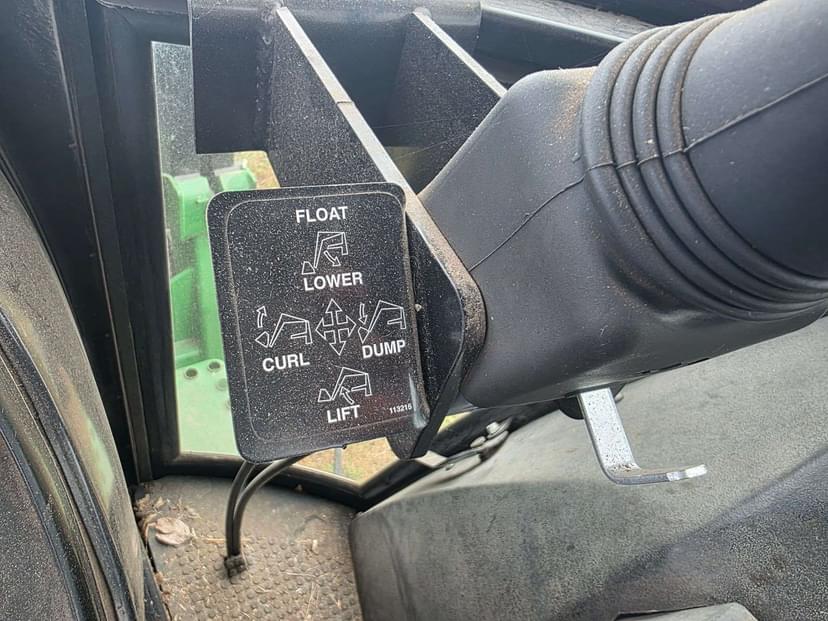 FLOAT
LOWER
CURL DUMP
LIFT
113215